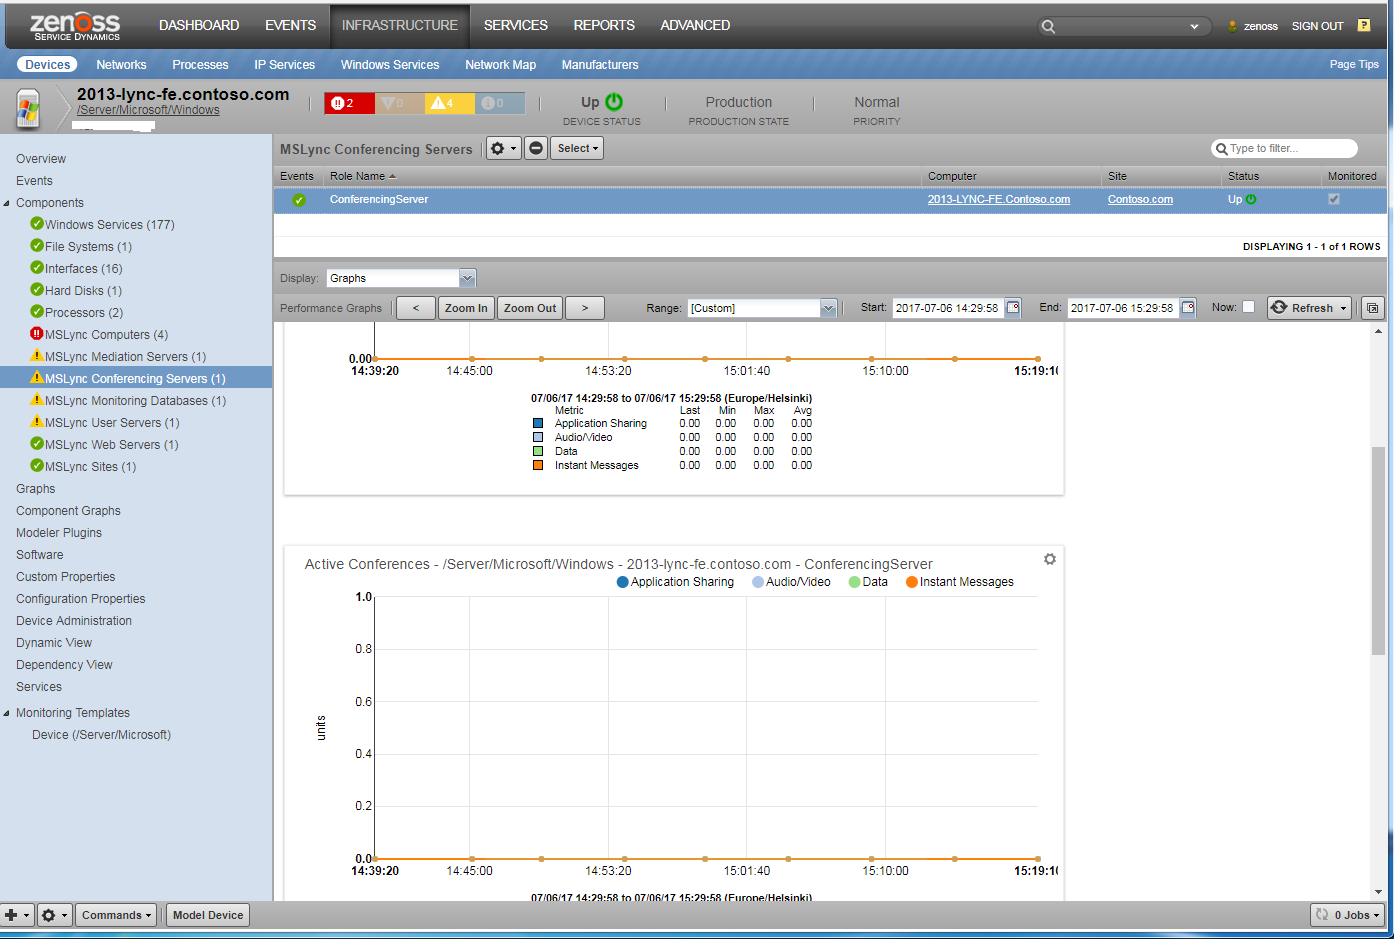 zenoss
SERVICE DYNAMICS
DASHBOARD EVENTS INFRASTRUCTURE SERVICES REPORTS ADVANCED
zenoss SIGN OUT ?
Devices Networks Processes IP Services Windows Services Network Map Manufacturers Page Tips
2013-lync-fe.contoso.com
/Server/Microsoft/Windows
2 0 4 0
Up
DEVICE STATUS
Production
PRODUCTION STATE
Normal
PRIORITY
Overview
Events
Components
Windows Services (177)
File Systems (1)
Interfaces (16)
Hard Disks (1)
Processors (2)
MSLync Computers (4)
MSLync Mediation Servers (1)
MSLync Conferencing Servers (1)
MSLync Monitoring Databases (1)
MSLync User Servers (1)
MSLync Web Servers (1)
MSLync Sites (1)
Graphs
Component Graphs
Modeler Plugins
Software
Custom Properties
Configuration Properties
Device Administration
Dynamic View
Dependency View
Services
Monitoring Templates
Device (/Server/Microsoft)
MSLync Conferencing Servers Select Type to filter...
Events Role Name Computer Site Status Monitored
ConferencingServer 2013-LYNC-FE.Contoso.com Contoso.com Up
DISPLAYING 1 - 1 of 1 ROWS
Display: Graphs
Performance Graphs < Zoom In Zoom Out > Range: [Custom] Start: 2017-07-06 14:29:58 End: 2017-07-06 15:29:58 Now: Refresh
0.00
14:39:20 14:45:00 14:53:20 15:01:40 15:10:00 15:19:10
07/06/17 14:29:58 to 07/06/17 15:29:58 (Europe/Helsinki)
Metric Last Min Max Avg
Application Sharing 0.00 0.00 0.00 0.00
Audio/Video 0.00 0.00 0.00 0.00
Data 0.00 0.00 0.00 0.00
Instant Messages 0.00 0.00 0.00 0.00
Active Conferences - /Server/Microsoft/Windows - 2013-lync-fe.contoso.com - ConferencingServer
Application Sharing Audio/Video Data Instant Messages
1.0
0.8
0.6
units
0.4
0.2
0.0
14:39:20 14:45:00 14:53:20 15:01:40 15:10:00 15:19:10
07/06/17 14:29:58 to 07/06/17 15:29:58 (Europe/Helsinki)
Commands Model Device 0 Jobs